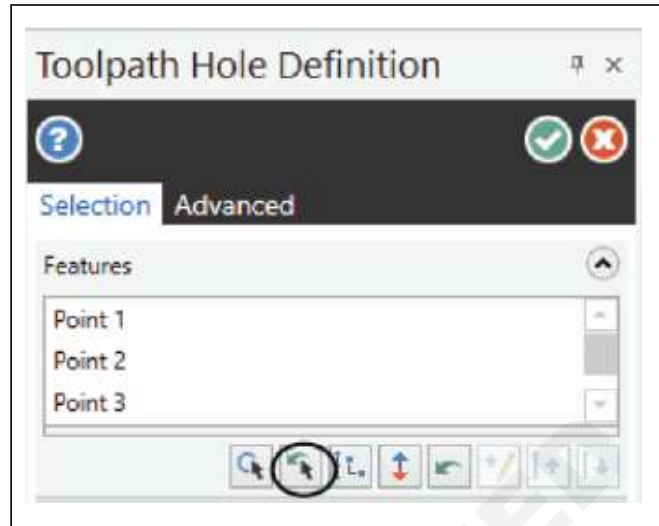 Toolpath Hole Definition
Selection Advanced
Features
Point 1
Point 2
Point 3